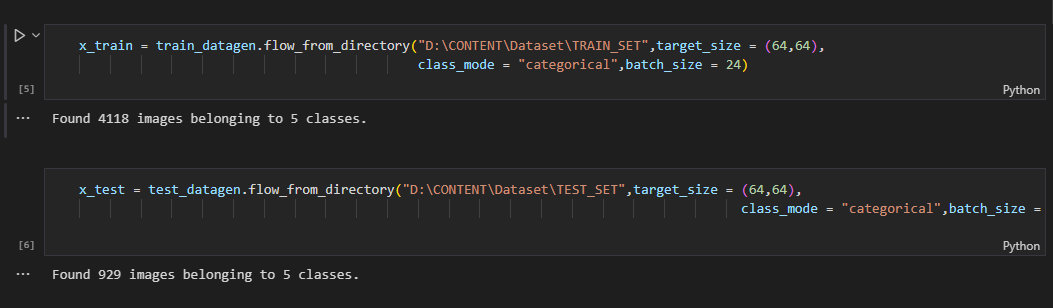 x_train = train_datagen.flow_from_directory("D:\CONTENT\Dataset\TRAIN_SET",target_size = (64,64),
class_mode = "categorical",batch_size = 24)
[5]
Python
... Found 4118 images belonging to 5 classes.
x_test = test_datagen.flow_from_directory("D:\CONTENT\Dataset\TEST_SET",target_size = (64,64),
class_mode = "categorical",batch_size =
[6]
Python
... Found 929 images belonging to 5 classes.